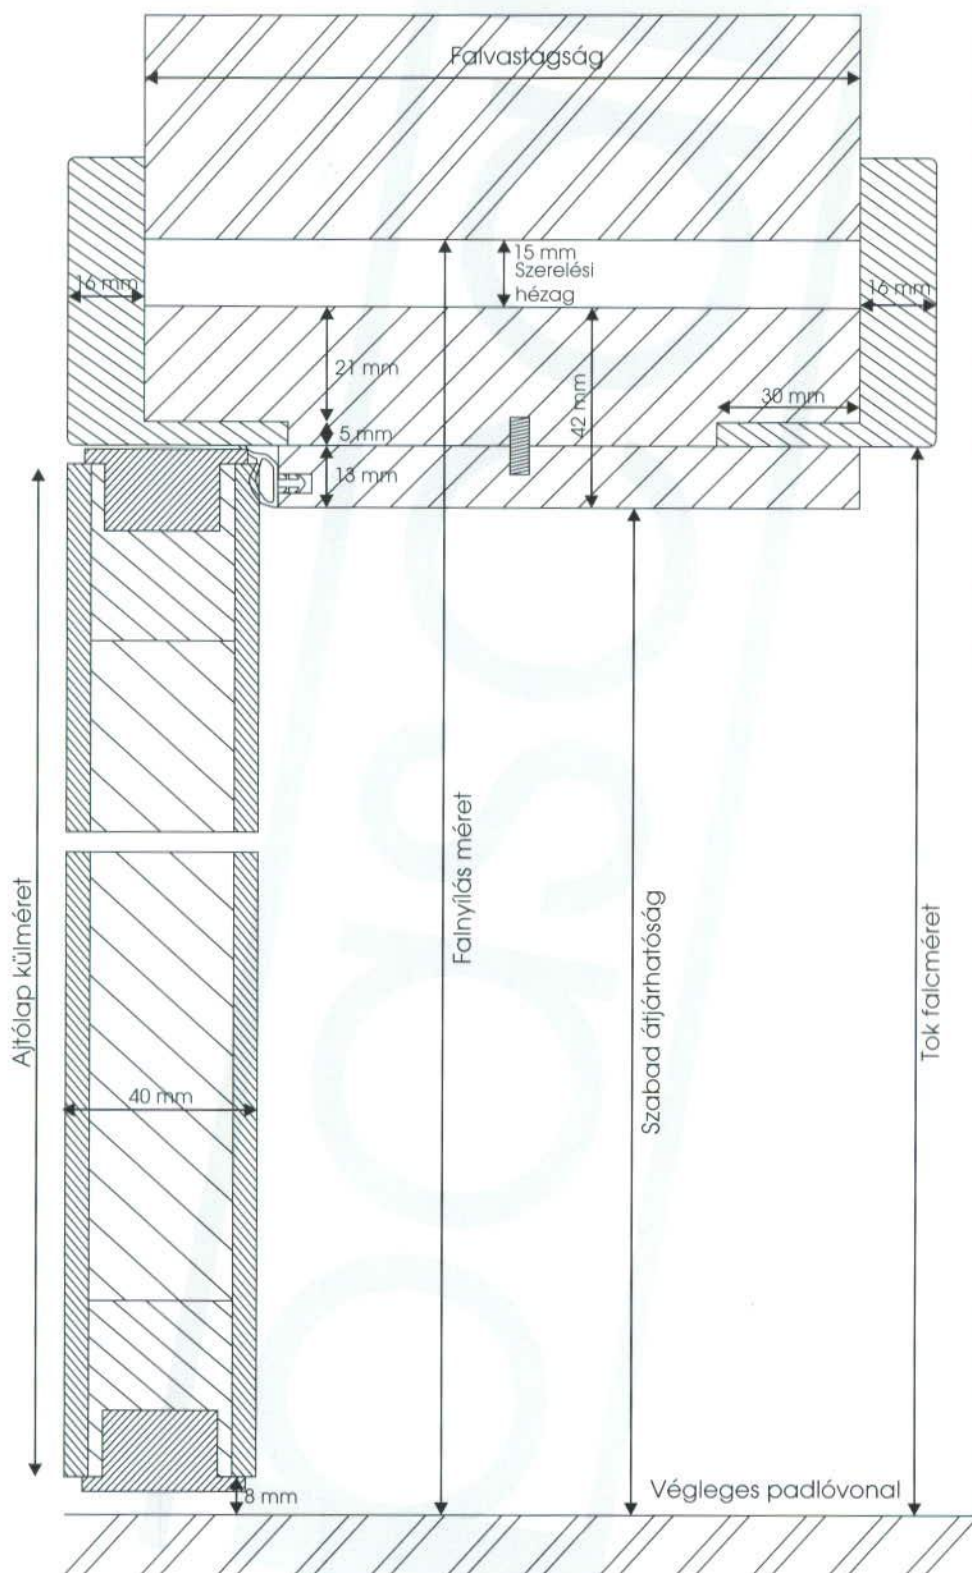 Falvastagság
15 mm
Szerelési
hézag
16 mm
16 mm
21 mm
42 mm
30 mm
5 mm
13 mm
Ajtólap külméret
Falnyílás méret
Szabad átjárhatóság
Tok falcméret
40 mm
8 mm
Végleges padlóvonal